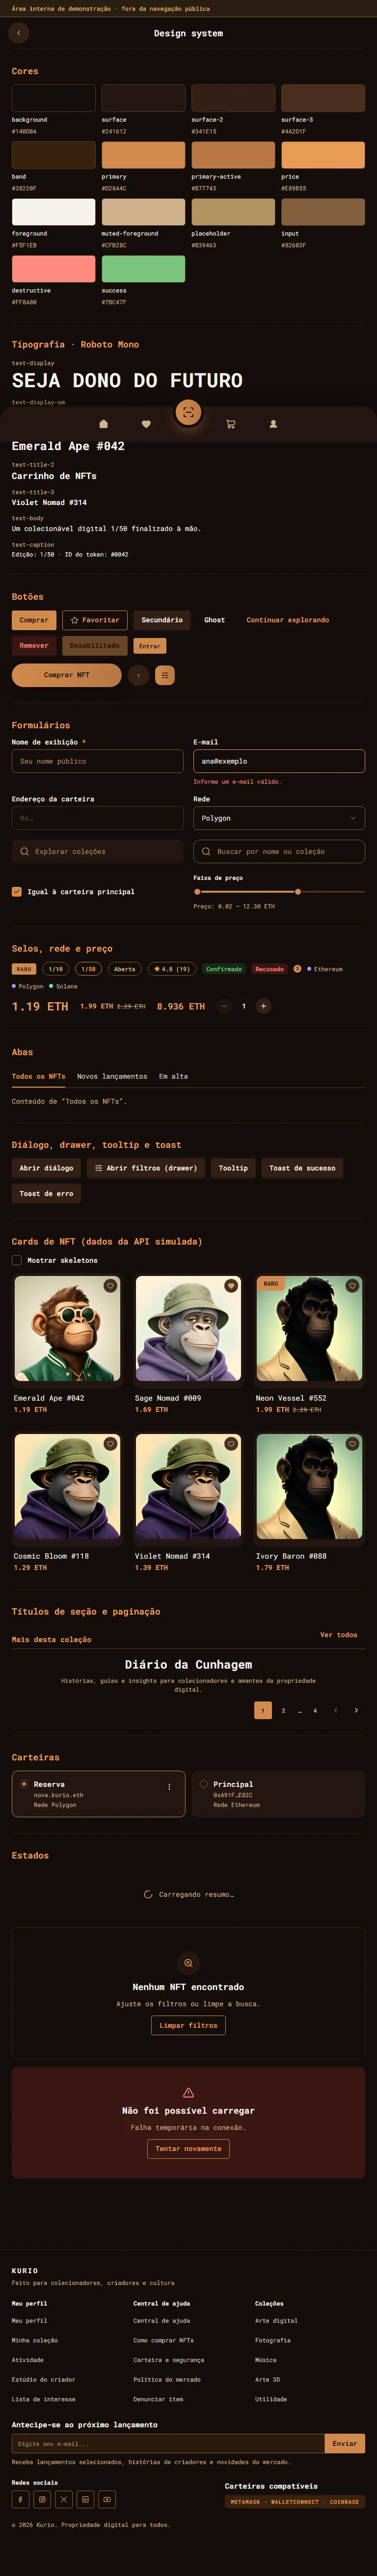 Área interna de demonstração · fora da navegação pública
Design system
Cores
background
#140D0A
surface
#241612
surface-2
#341E15
surface-3
#4A2D1F
band
#38220F
primary
#D28A4C
primary-active
#B77743
price
#E89B55
foreground
#F5F1EB
muted-foreground
#CFB28C
placeholder
#B39463
input
#82603F
destructive
#FF8A80
success
#7BC47F
Tipografia · Roboto Mono
text-display
SEJA DONO DO FUTURO
text-display-sm
Emerald Ape #042
text-title-2
Carrinho de NFTs
text-title-3
Violet Nomad #314
text-body
Um colecionável digital 1/50 finalizado à mão.
text-caption
Edição: 1/50 · ID do token: #0042
Botões
Comprar
Favoritar
Secundário
Ghost
Continuar explorando
Remover
Desabilitado
Entrar
Comprar NFT
Formulários
Nome de exibição *
Seu nome público
E-mail
ana@exemplo
Informe um e-mail válido.
Endereço da carteira
0x…
Rede
Polygon
Explorar coleções
Buscar por nome ou coleção
Igual à carteira principal
Faixa de preço
Preço: 0.02 – 12.30 ETH
Selos, rede e preço
RARO
1/10
1/50
Aberta
4.8 (19)
Confirmado
Recusado
Ethereum
Polygon
Solana
1.19 ETH
1.99 ETH 2.29 ETH
8.936 ETH
1
Abas
Todos os NFTs
Novos lançamentos
Em alta
Conteúdo de “Todos os NFTs”.
Diálogo, drawer, tooltip e toast
Abrir diálogo
Abrir filtros (drawer)
Tooltip
Toast de sucesso
Toast de erro
Cards de NFT (dados da API simulada)
Mostrar skeletons
Emerald Ape #042
1.19 ETH
Sage Nomad #009
1.69 ETH
RARO
Neon Vessel #552
1.99 ETH 2.29 ETH
Cosmic Bloom #118
1.29 ETH
Violet Nomad #314
1.39 ETH
Ivory Baron #088
1.79 ETH
Títulos de seção e paginação
Mais desta coleção
Ver todos
Diário da Cunhagem
Histórias, guias e insights para colecionadores e amantes da propriedade
digital.
1
2
…
4
Carteiras
Reserva
nova.kurio.eth
Rede Polygon
Principal
0xA91F…E82C
Rede Ethereum
Estados
Carregando resumo…
Nenhum NFT encontrado
Ajuste os filtros ou limpe a busca.
Limpar filtros
Não foi possível carregar
Falha temporária na conexão.
Tentar novamente
KURIO
Feito para colecionadores, criadores e cultura
Meu perfil
Meu perfil
Minha coleção
Atividade
Estúdio do criador
Lista de interesse
Central de ajuda
Central de ajuda
Como comprar NFTs
Carteira e segurança
Política do mercado
Denunciar item
Coleções
Arte digital
Fotografia
Música
Arte 3D
Utilidade
Antecipe-se ao próximo lançamento
Digite seu e-mail...
Enviar
Receba lançamentos selecionados, histórias de criadores e novidades do mercado.
Redes sociais
Carteiras compatíveis
METAMASK · WALLETCONNECT · COINBASE
© 2026 Kurio. Propriedade digital para todos.